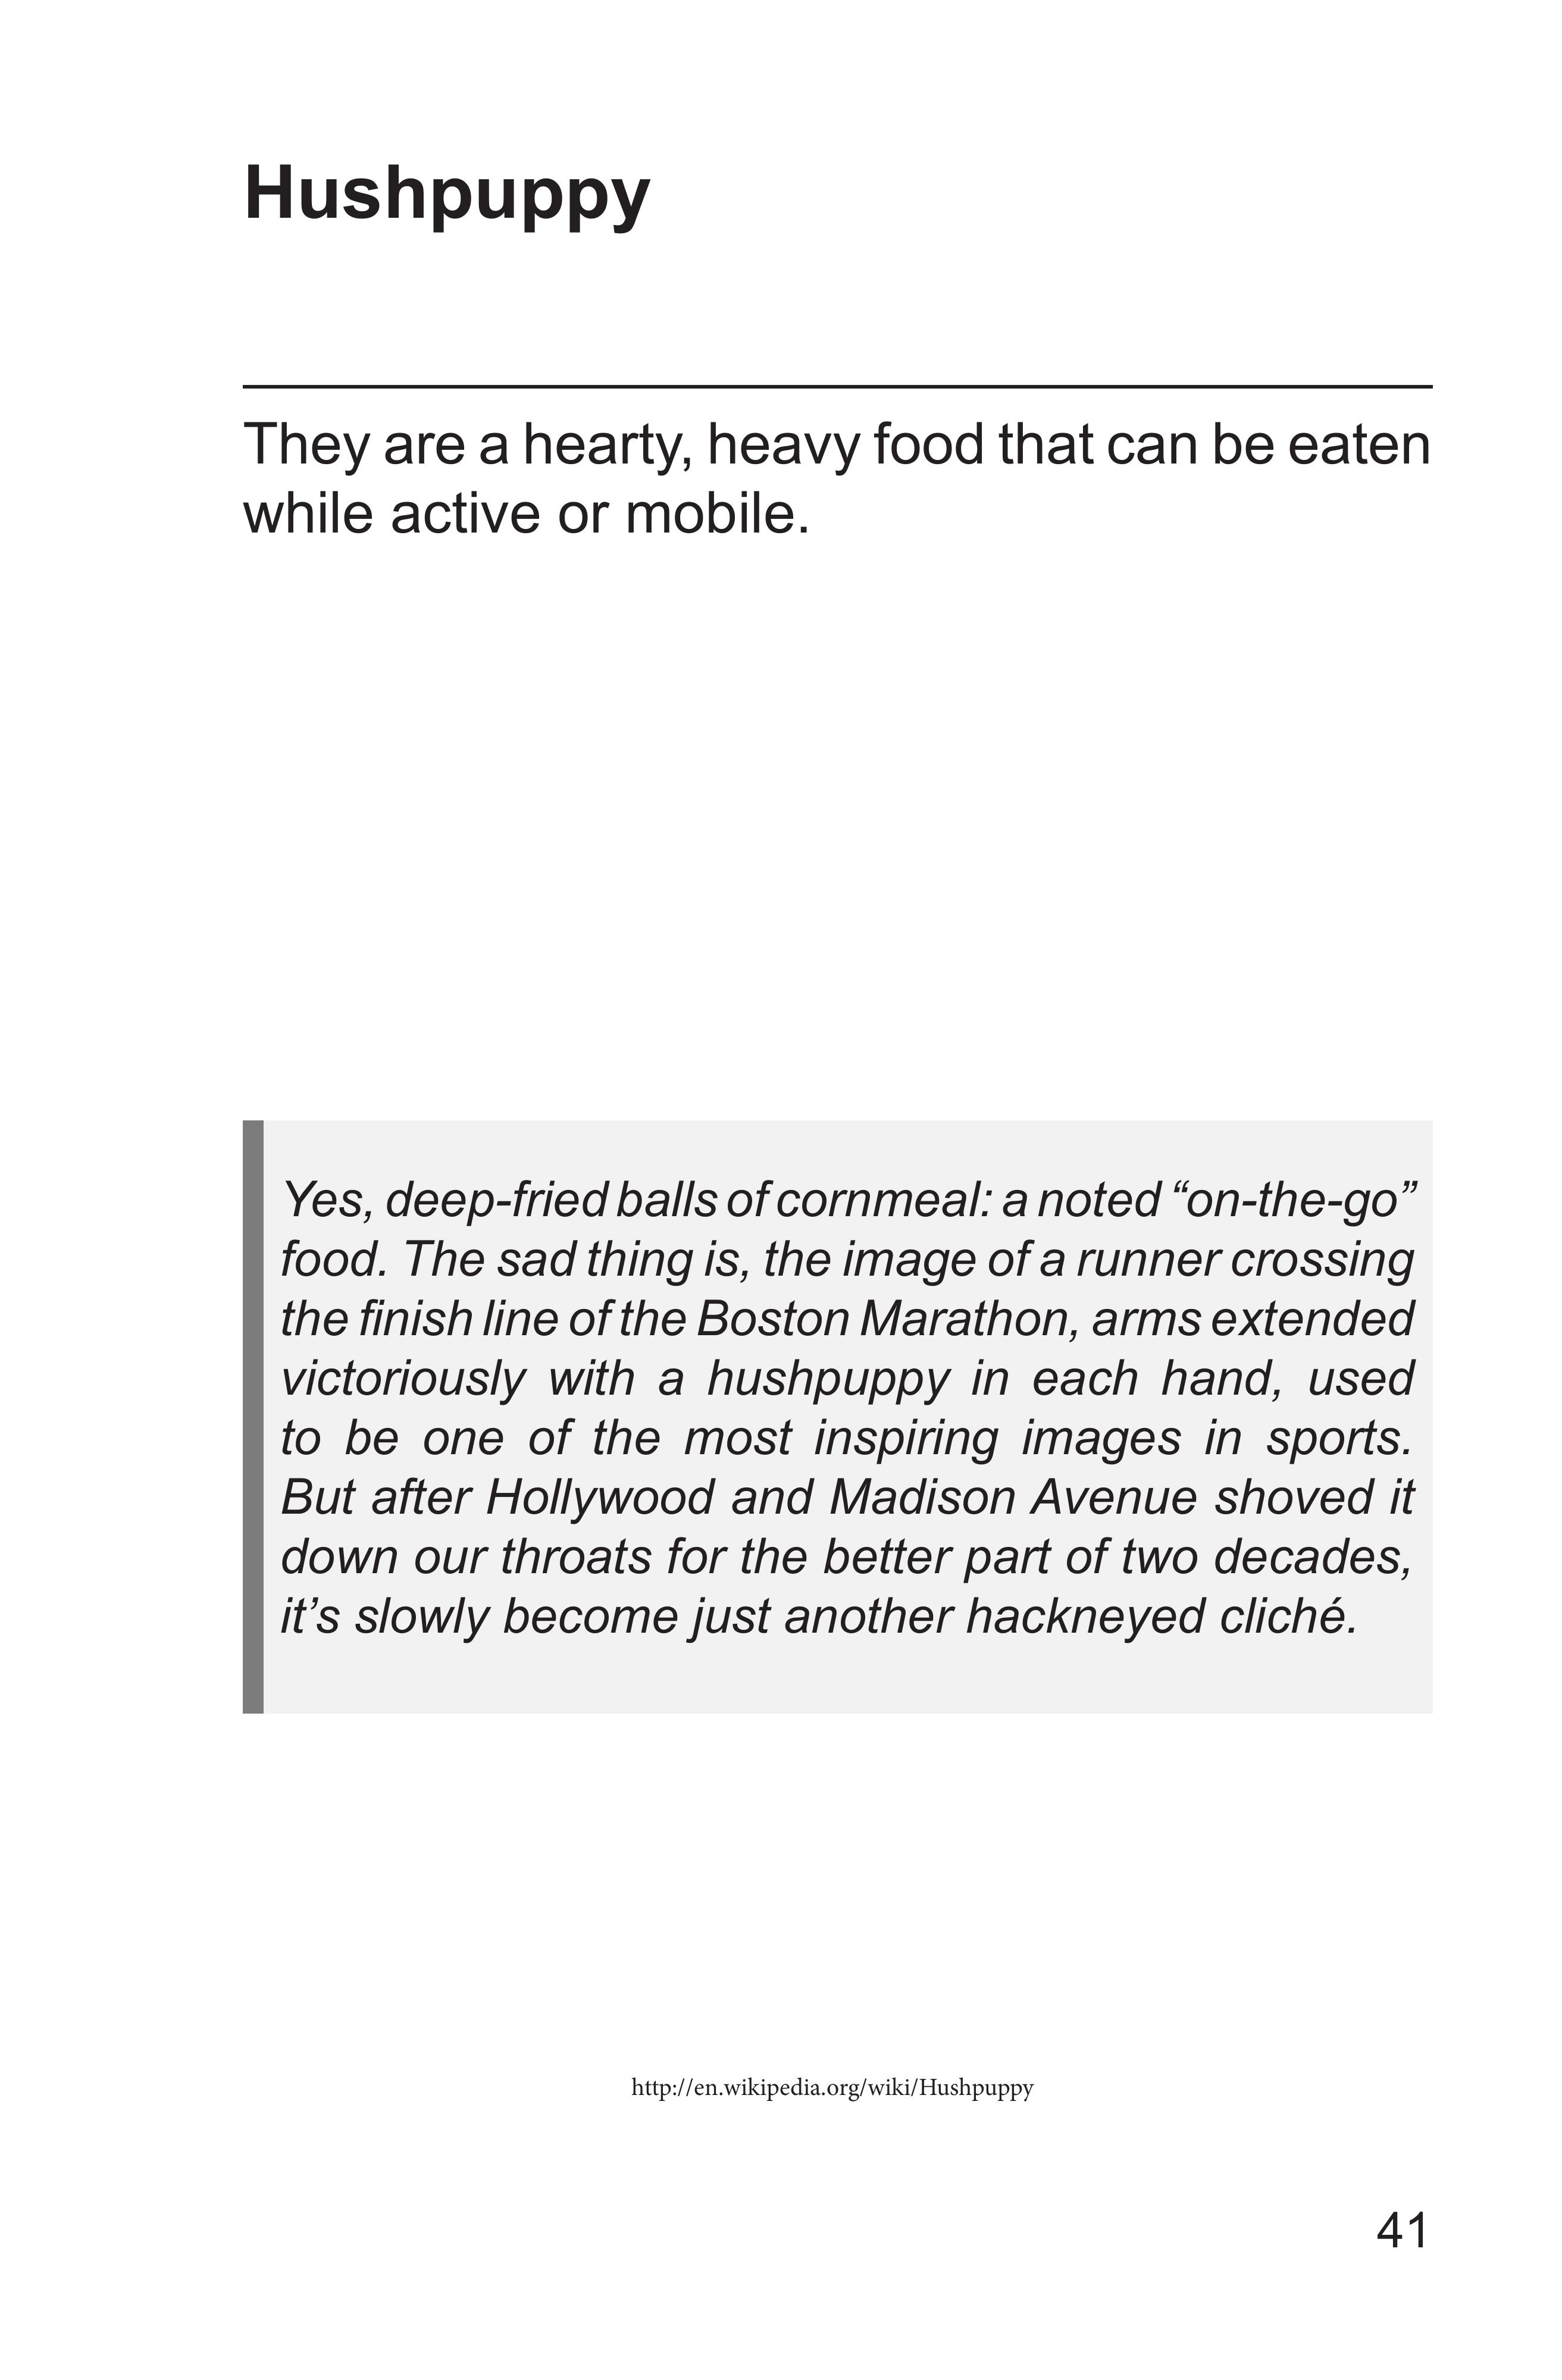 Hushpuppy
They are a hearty, heavy food that can be eaten
while active or mobile.
Yes, deep-fried balls of cornmeal: a noted “on-the-go”
food. The sad thing is, the image of a runner crossing
the finish line of the Boston Marathon, arms extended
victoriously with a hushpuppy in each hand, used
to be one of the most inspiring images in sports.
But after Hollywood and Madison Avenue shoved it
down our throats for the better part of two decades,
it’s slowly become just another hackneyed cliché.
http://en.wikipedia.org/wiki/Hushpuppy
41